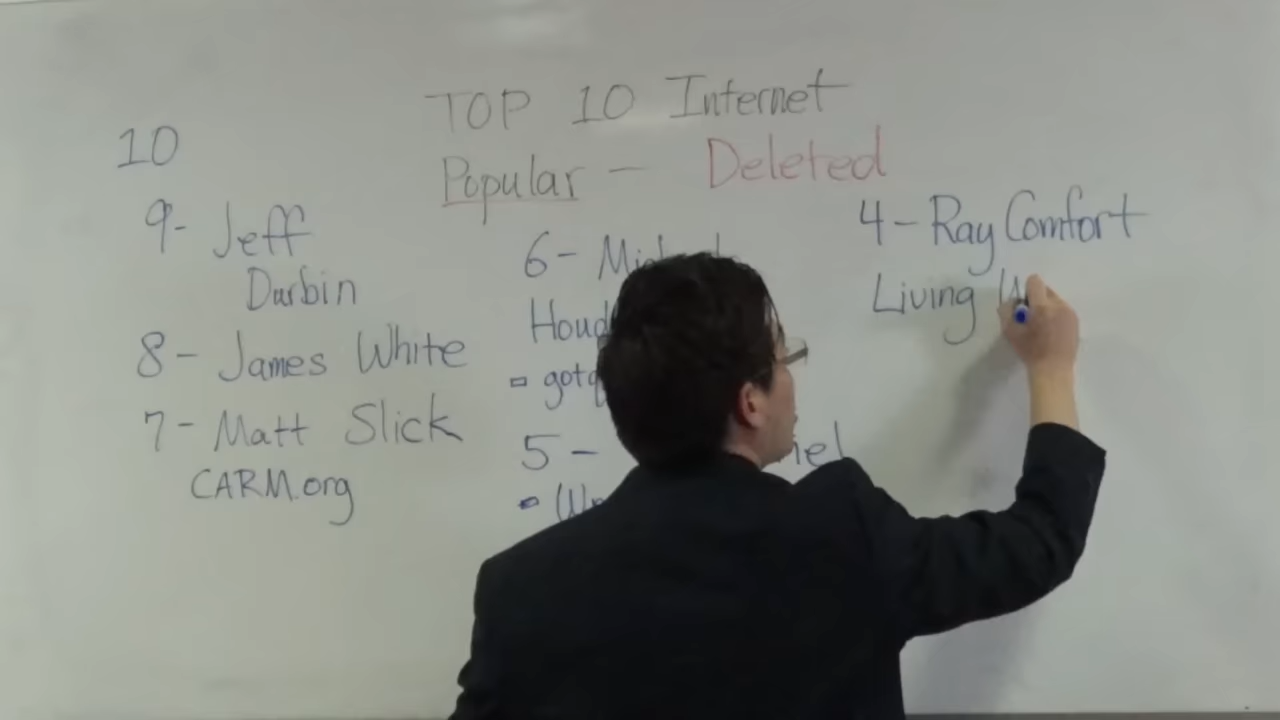 TOP 10 Internet
Popular - Deleted
10
9- Jeff
Durbin
8- James White
7- Matt Slick
CARM.org
6-
5-
4- Ray Comfort
Living